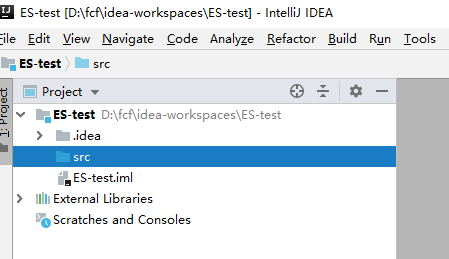 ES-test [D:\fcf\idea-workspaces\ES-test] - IntelliJ IDEA
File Edit View Navigate Code Analyze Refactor Build Run Tools
ES-test src
1: Project
Project
ES-test D:\fcf\idea-workspaces\ES-test
.idea
src
ES-test.iml
External Libraries
Scratches and Consoles